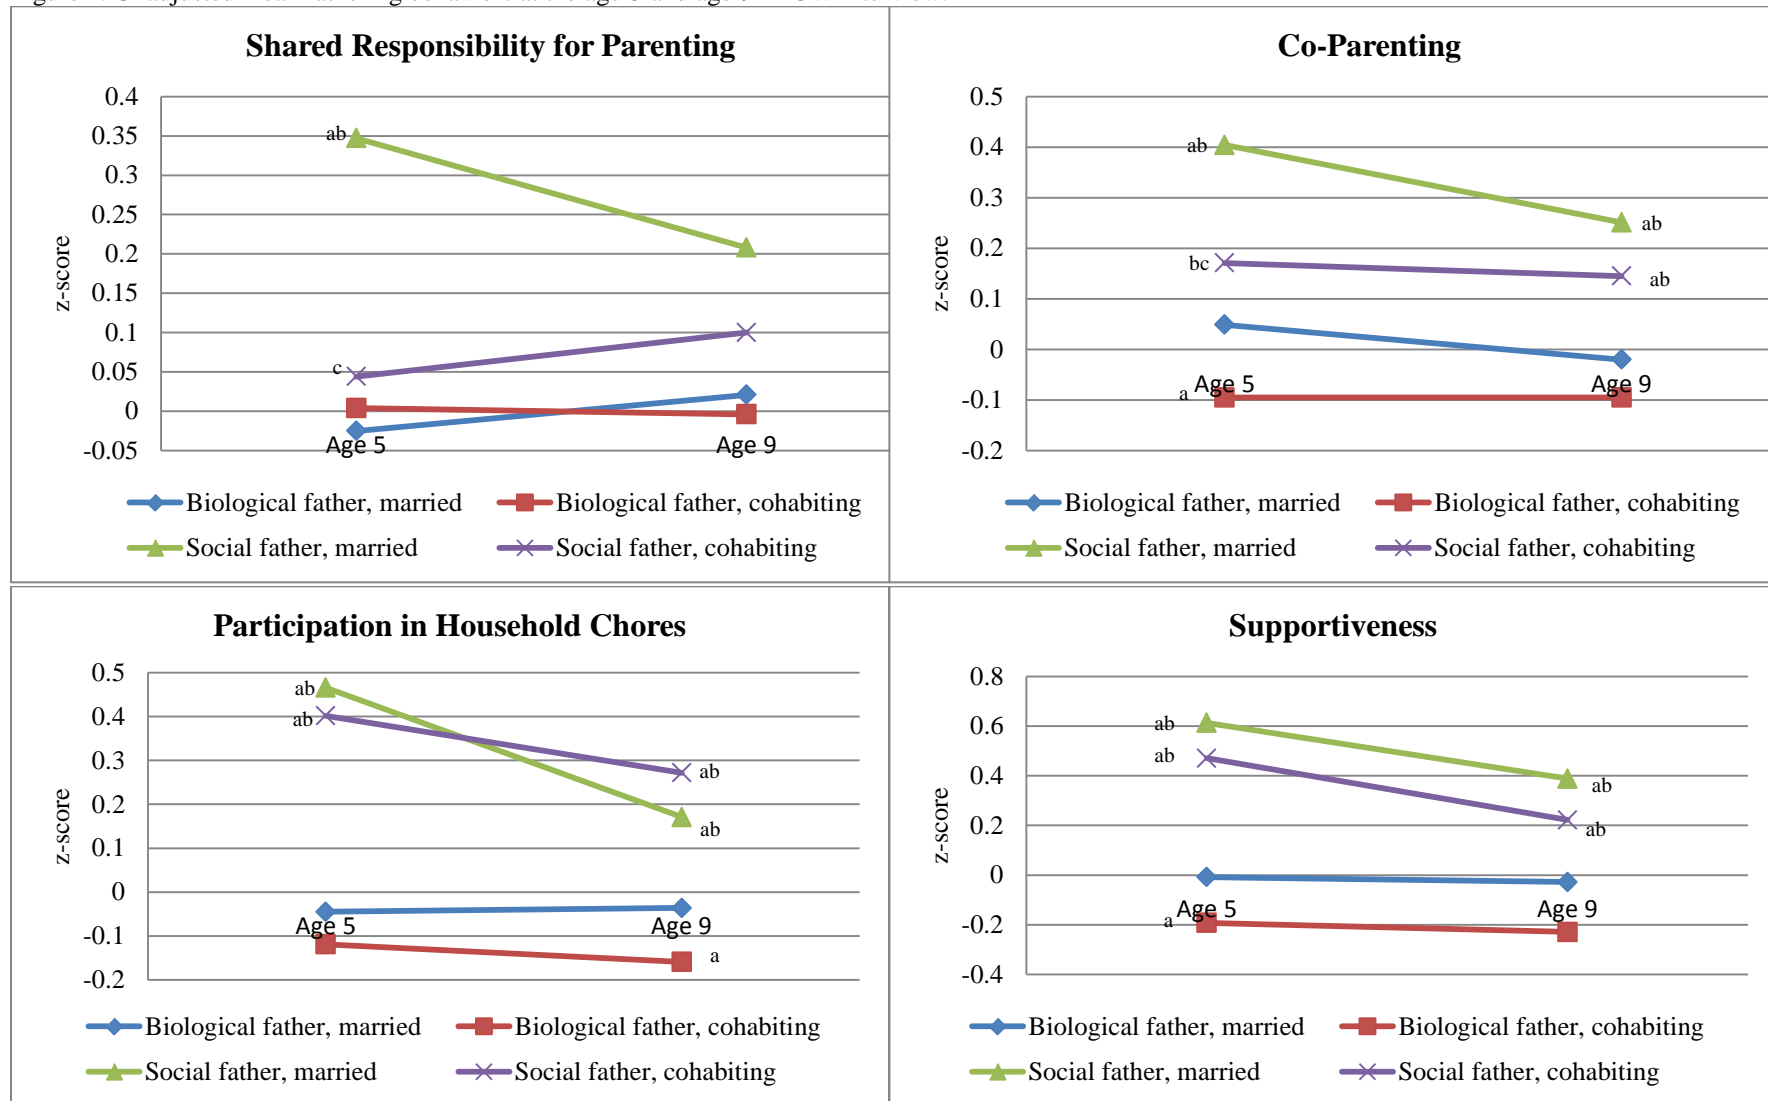 Shared Responsibility for Parenting
0.4
0.35
0.3
0.25
0.2
0.15
0.1
0.05
0
-0.05
z-score
ab
c
Age 5
Age 9
Biological father, married
Biological father, cohabiting
Social father, married
Social father, cohabiting
Co-Parenting
0.5
0.4
0.3
0.2
0.1
0
-0.1
-0.2
z-score
ab
ab
bc
ab
a
Age 5
Age 9
Biological father, married
Biological father, cohabiting
Social father, married
Social father, cohabiting
Participation in Household Chores
0.5
0.4
0.3
0.2
0.1
0
-0.1
-0.2
z-score
ab
ab
ab
ab
a
Age 5
Age 9
Biological father, married
Biological father, cohabiting
Social father, married
Social father, cohabiting
Supportiveness
0.8
0.6
0.4
0.2
0
-0.2
-0.4
z-score
ab
ab
ab
ab
a
Age 5
Age 9
Biological father, married
Biological father, cohabiting
Social father, married
Social father, cohabiting